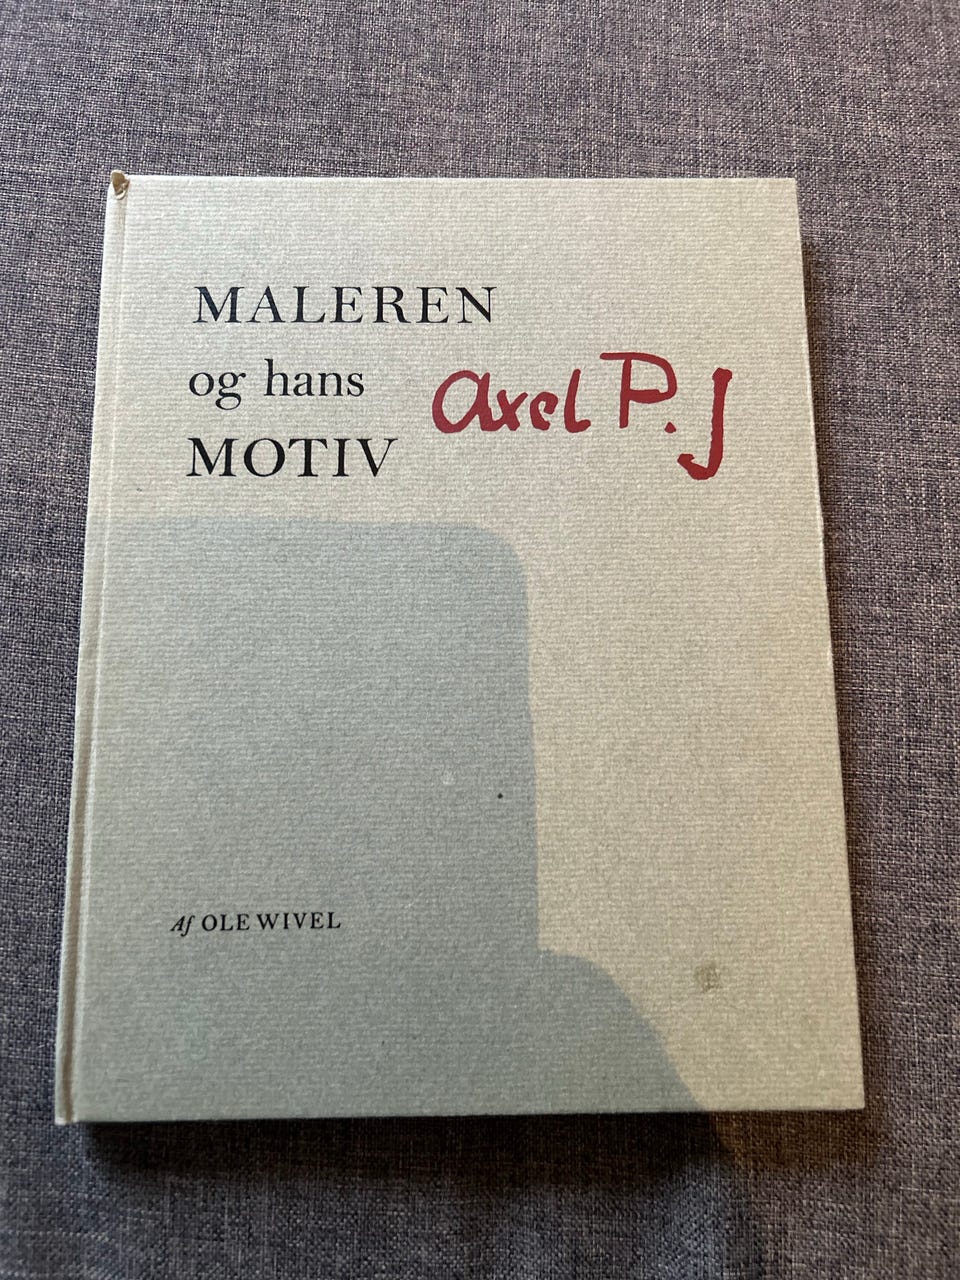 MALEREN
og hans
MOTIV
axel P. J
Af OLE WIVEL